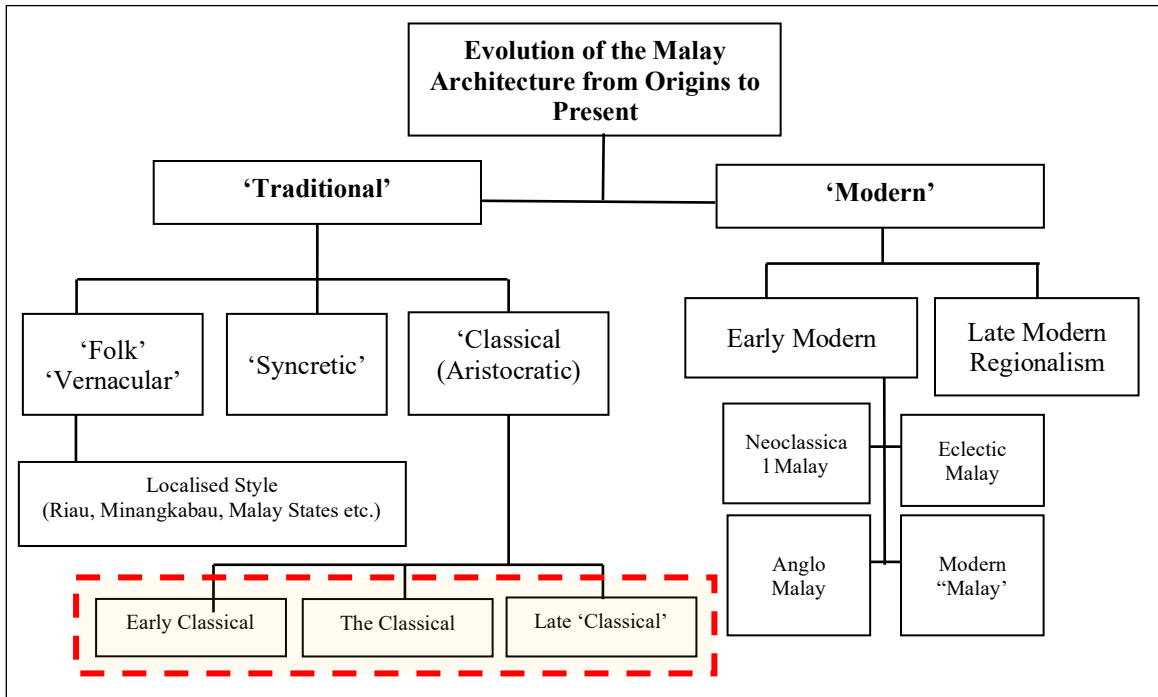 Evolution of the Malay
Architecture from Origins to
Present
‘Traditional’
‘Modern’
‘Folk’
‘Vernacular’
‘Syncretic’
‘Classical
(Aristocratic)
Early Modern
Late Modern
Regionalism
Localised Style
(Riau, Minangkabau, Malay States etc.)
Neoclassica
l Malay
Eclectic
Malay
Anglo
Malay
Modern
“Malay’
Early Classical
The Classical
Late ‘Classical’